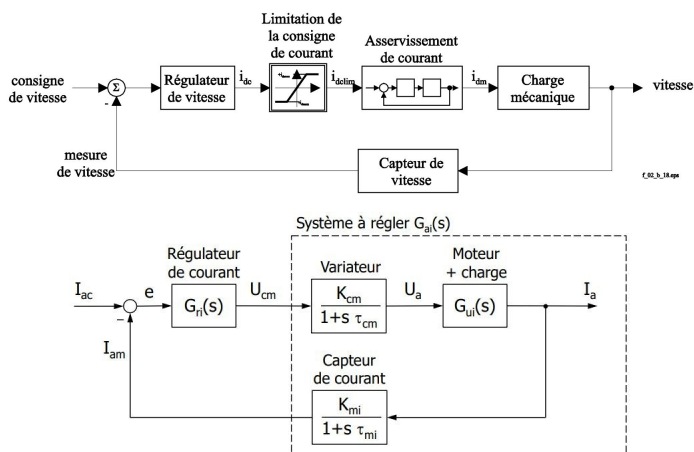 Limitation de
la consigne
de courant
Asservissement
de courant
consigne
de vitesse
Σ
-
Régulateur
de vitesse
i_dc
i_dclim
i_dm
Charge
mécanique
vitesse
mesure
de vitesse
Capteur de
vitesse
f_02_b_18.eps
Système à régler G_ai(s)
Régulateur
de courant
Variateur
Moteur
+ charge
I_ac
e
G_ri(s)
U_cm
K_cm
1+s τ_cm
U_a
G_ui(s)
I_a
–
I_am
Capteur
de courant
K_mi
1+s τ_mi